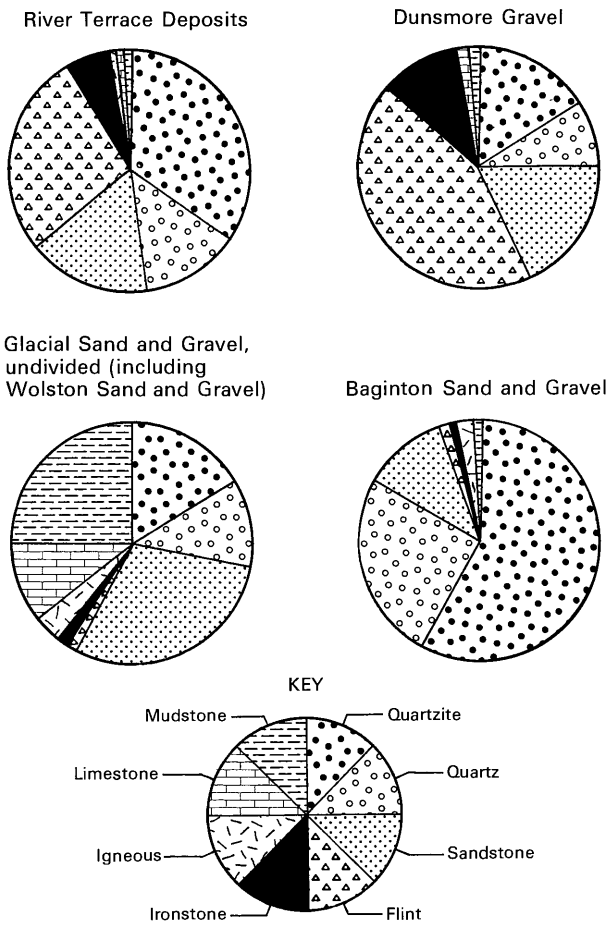 River Terrace Deposits
Dunsmore Gravel
Glacial Sand and Gravel,
undivided (including
Wolston Sand and Gravel)
Baginton Sand and Gravel
KEY
Mudstone
Quartzite
Limestone
Quartz
Igneous
Sandstone
Ironstone
Flint